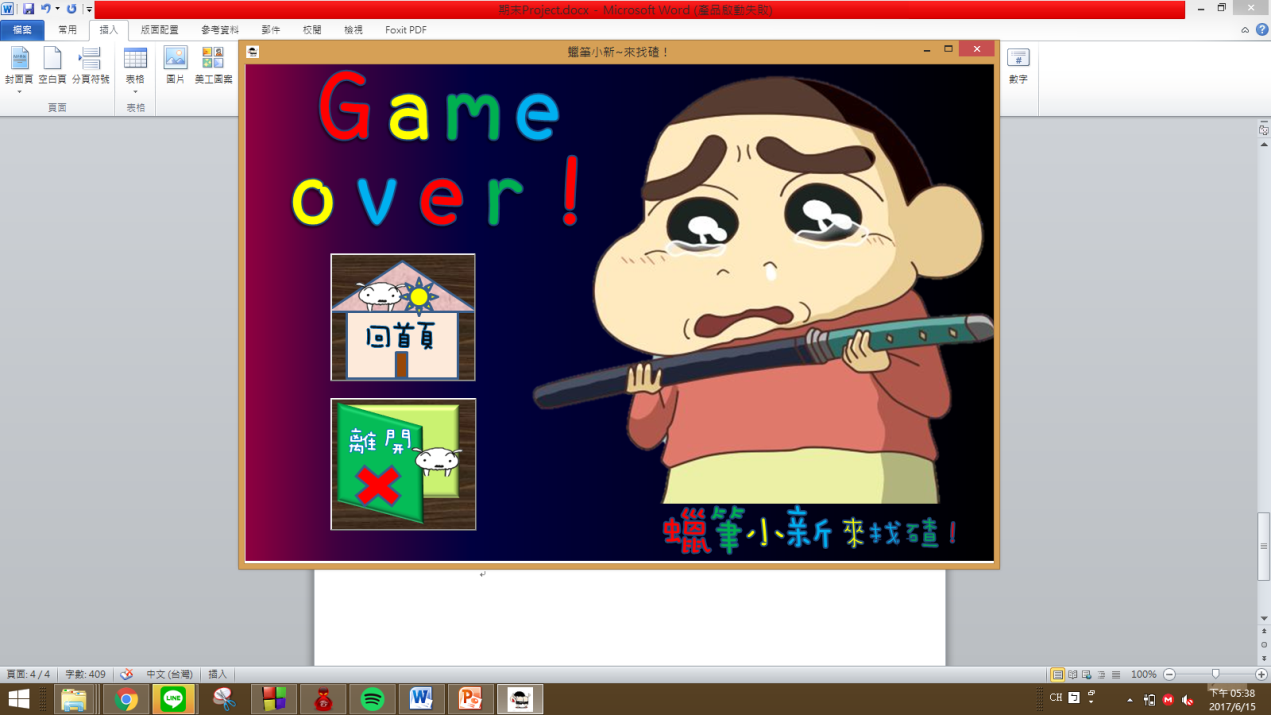 期末Project.docx - Microsoft Word (產品啟動失敗)
檔案 常用 插入 版面配置 參考資料 郵件 校閱 檢視 Foxit PDF
封面頁 空白頁 分頁符號 表格 圖片 美工圖案 數字
頁面 表格
蠟筆小新~來找碴！
Game
over!
回首頁
離開
蠟筆小新來找碴！
頁面: 4 / 4 字數: 409 中文 (台灣) 插入 100%
LINE
CH
下午 05:38
2017/6/15